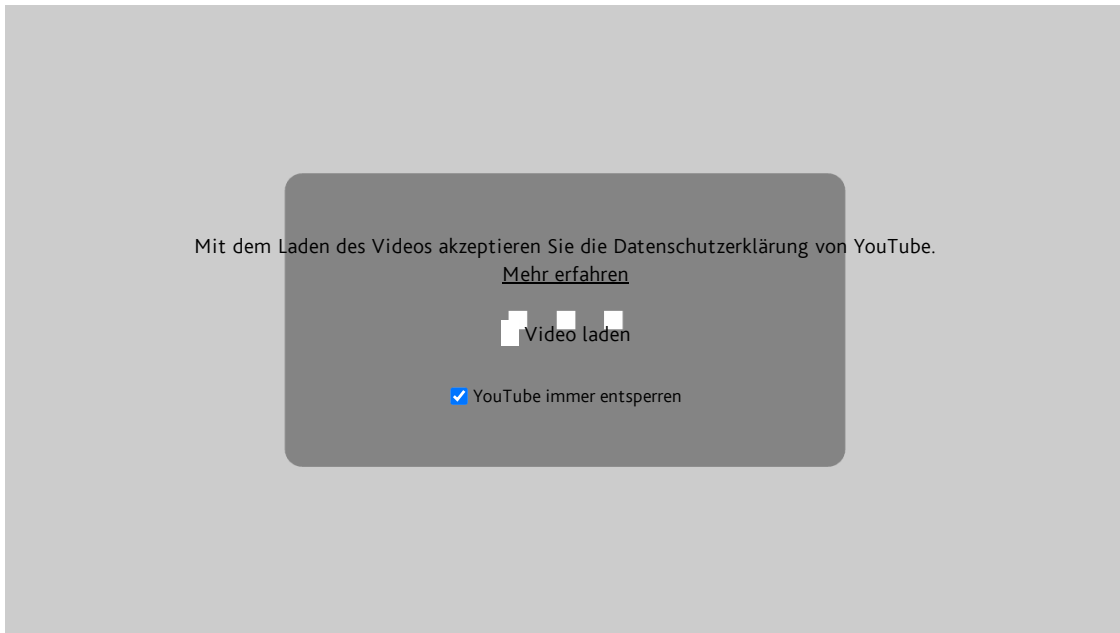 Mit dem Laden des Videos akzeptieren Sie die Datenschutzerklärung von YouTube.
Mehr erfahren
Video laden
YouTube immer entsperren